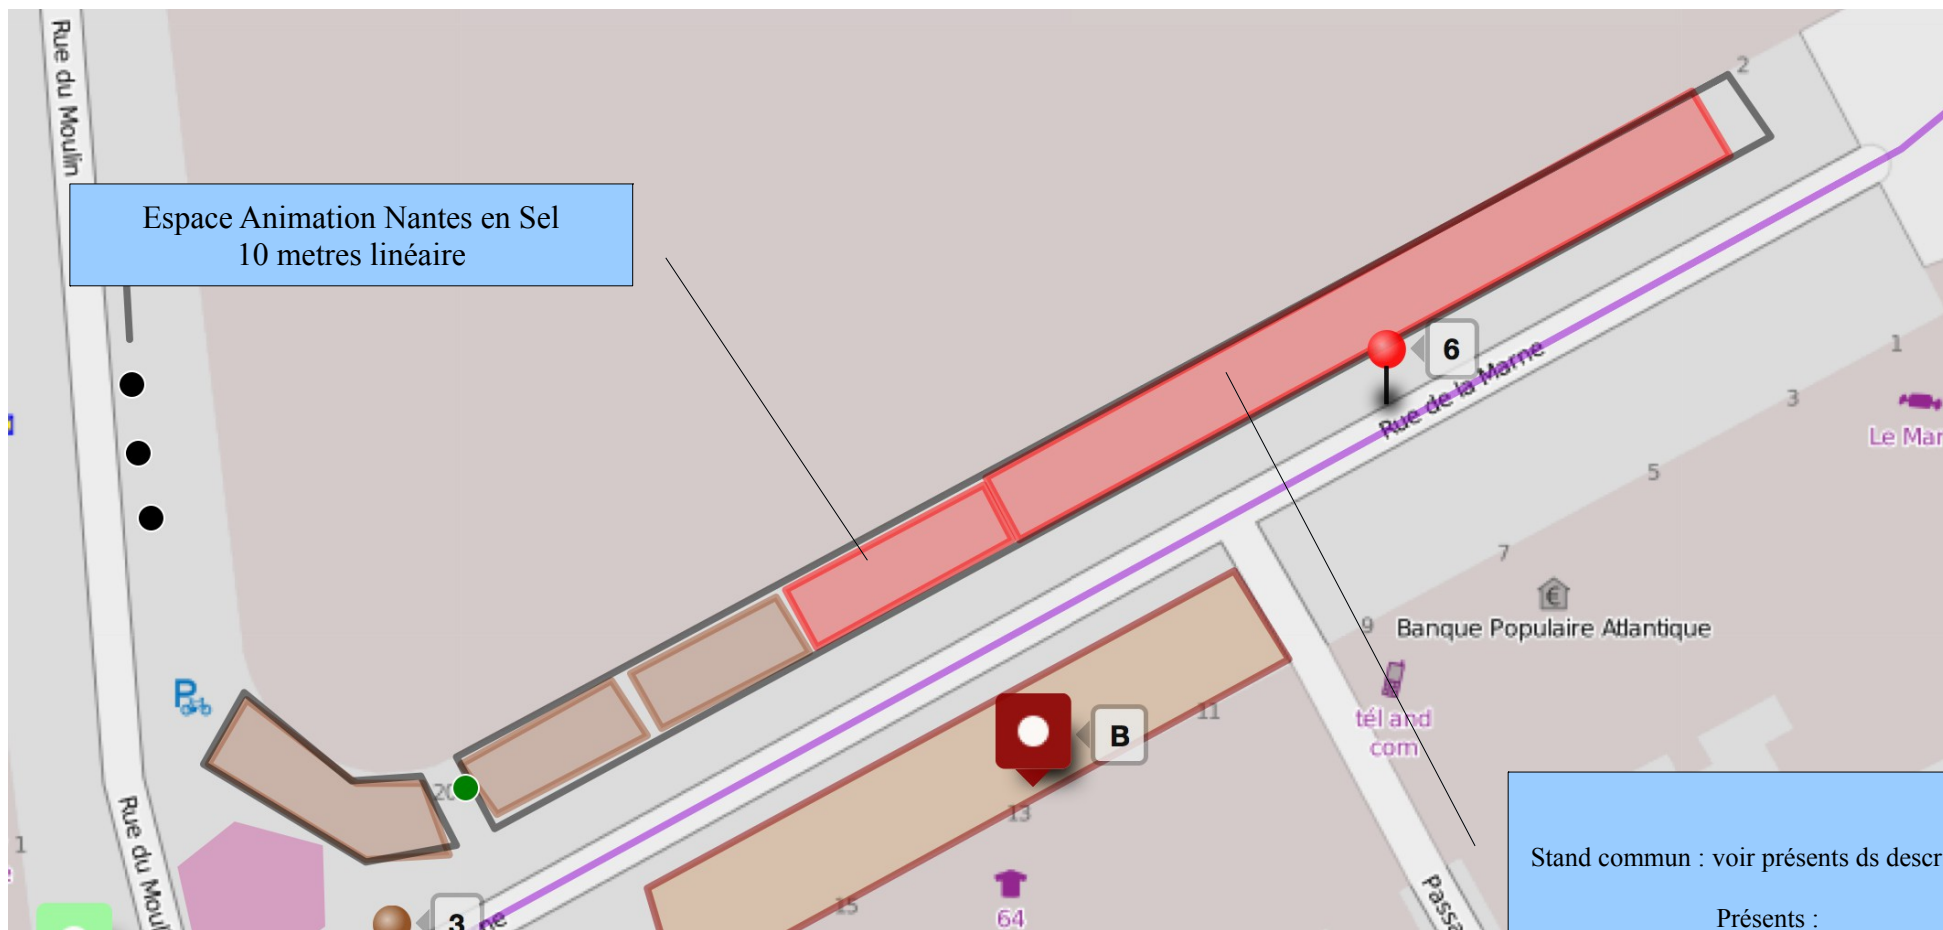 Rue du Moulin
2
Espace Animation Nantes en Sel
10 metres linéaire
6
Rue de la Marne
1
3
Le Mar
5
7
€
9
Banque Populaire Atlantique
P
tél and
com
11
B
20
13
Rue du Moul
1
Stand commun : voir présents ds descr
15
64
Passa
3
ne
Présents :